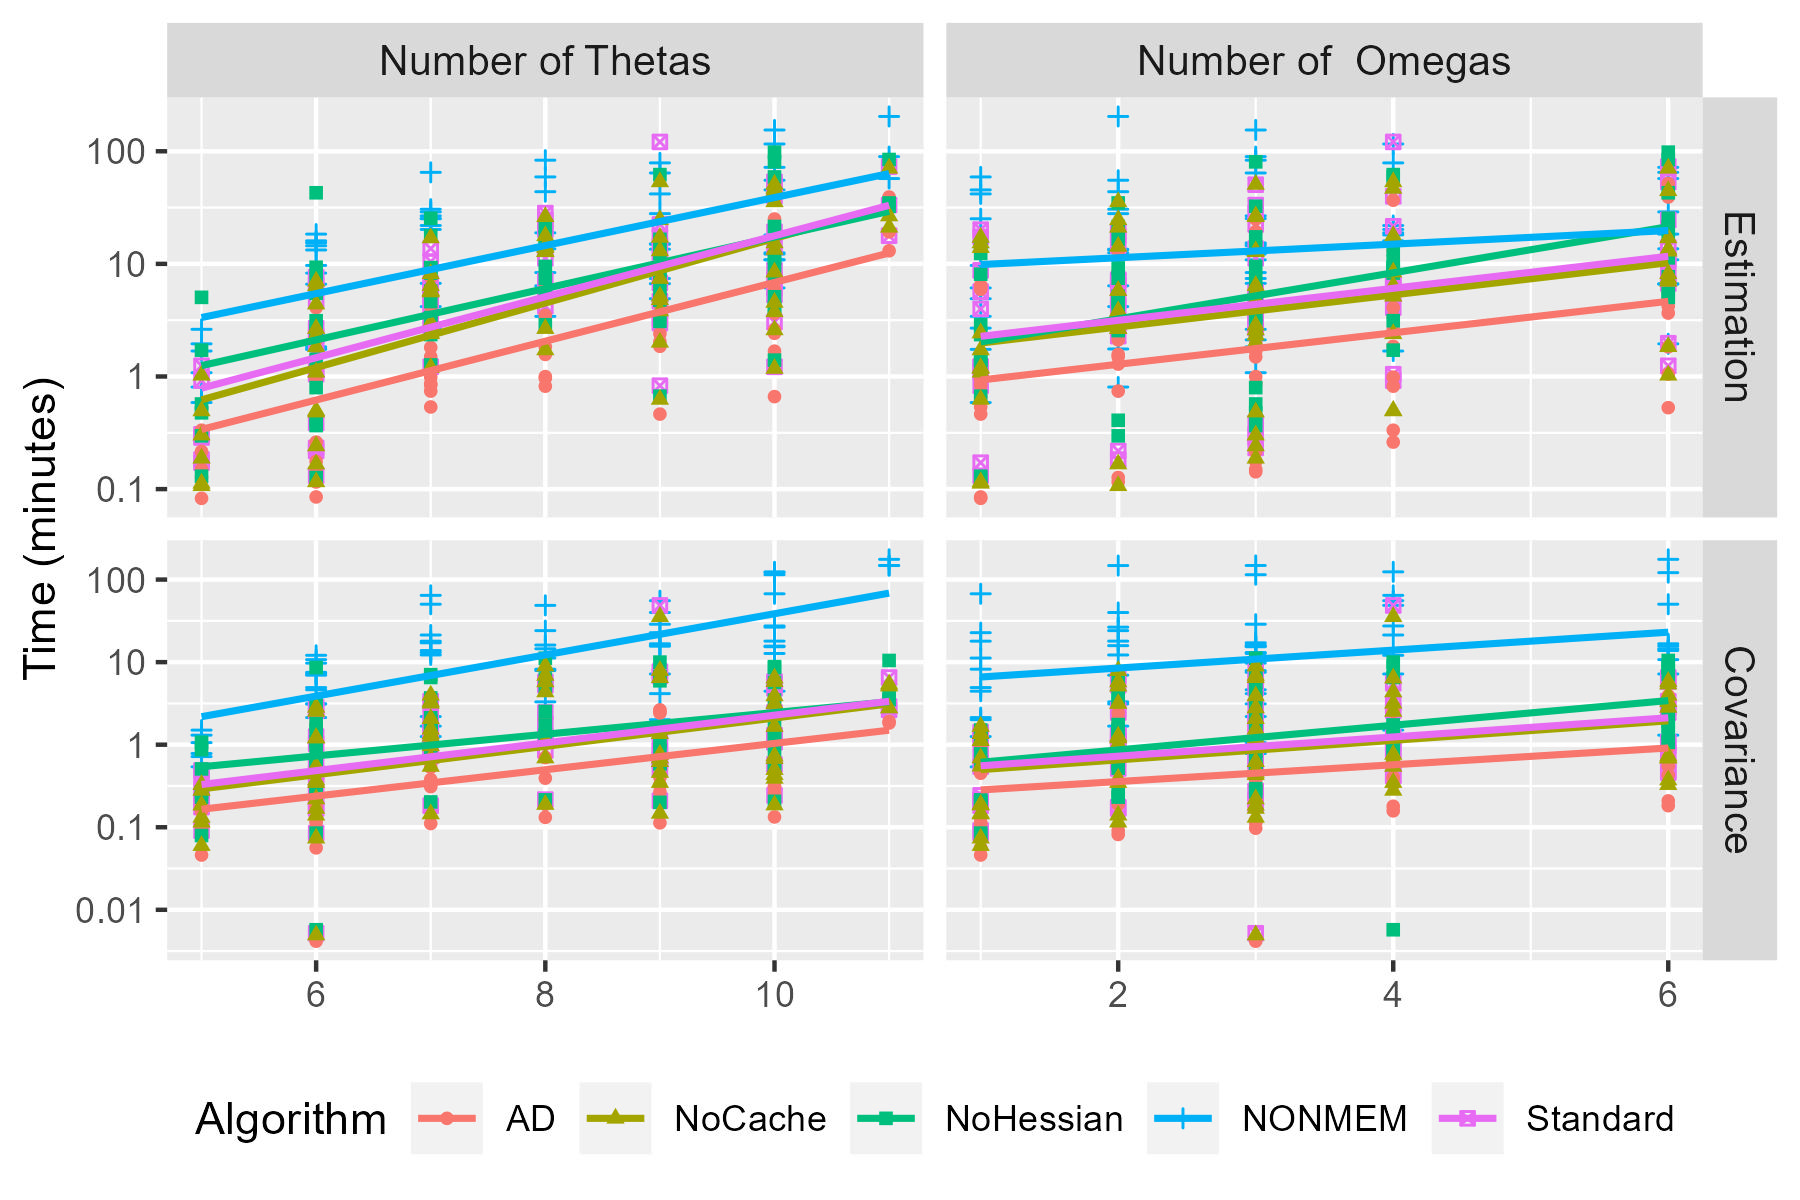 Number of Thetas
Number of  Omegas
Time (minutes)
100
10
1
0.1
Estimation
100
10
1
0.1
0.01
Covariance
6 8 10
2 4 6
Algorithm AD NoCache NoHessian NONMEM Standard